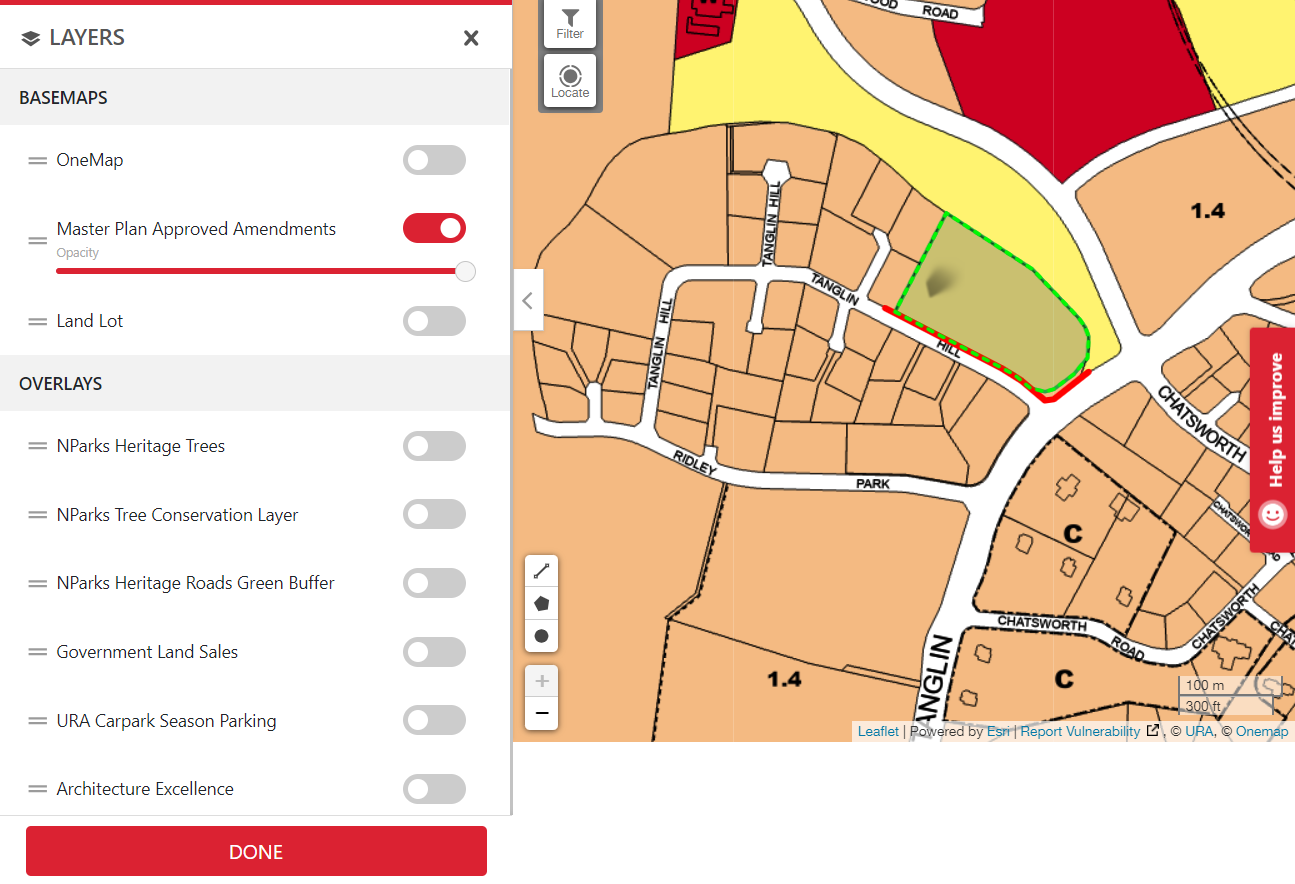 LAYERS
BASEMAPS
OneMap
Master Plan Approved Amendments
Opacity
Land Lot
OVERLAYS
NParks Heritage Trees
NParks Tree Conservation Layer
NParks Heritage Roads Green Buffer
Government Land Sales
URA Carpark Season Parking
Architecture Excellence
DONE
Filter
Locate
ROAD
1.4
TANGLIN HILL
TANGLIN
HILL
TANGLIN HILL
RIDLEY
PARK
CHATSWORTH
Help us improve
C
CHATSWORTH
ROAD
CHATSWORTH
C
1.4
TANGLIN
100 m
300 ft
Leaflet | Powered by Esri | Report Vulnerability , © URA, © Onemap